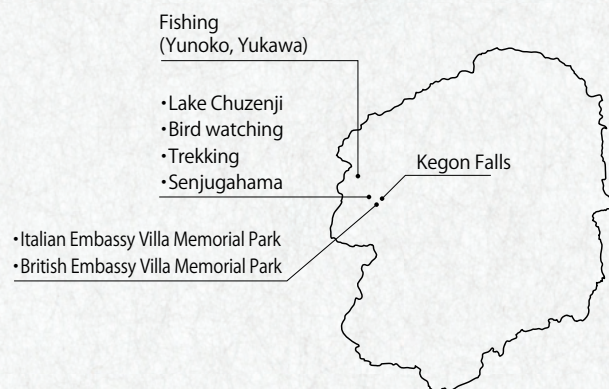 Fishing
(Yunoko, Yukawa)
•Lake Chuzenji
•Bird watching
•Trekking
•Senjugahama
Kegon Falls
•Italian Embassy Villa Memorial Park
•British Embassy Villa Memorial Park